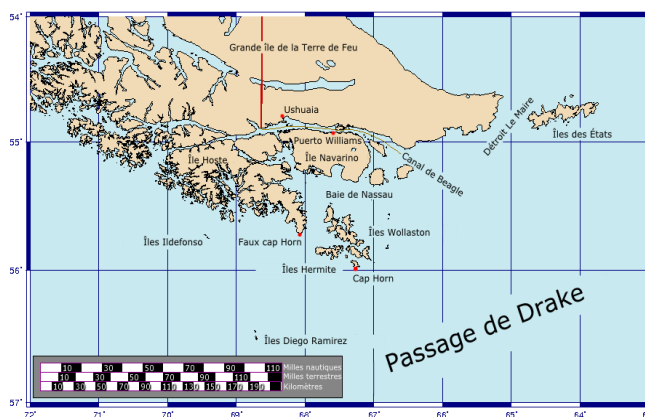 54°
Grande île de la Terre de Feu
Ushuaia
Détroit Le Maire
Îles des États
55°
Puerto Williams
Île Hoste
Île Navarino
Canal de Beagle
Baie de Nassau
Îles Wollaston
Îles Ildefonso
Faux cap Horn
56°
Îles Hermite
Cap Horn
Passage de Drake
Îles Diego Ramirez
10 30 50 70 90 110 Milles nautiques
10 30 50 70 90 110 Milles terrestres
10 30 50 70 90 110 130 150 170 190 Kilomètres
57°
72° 71° 70° 69° 68° 67° 66° 65° 64°